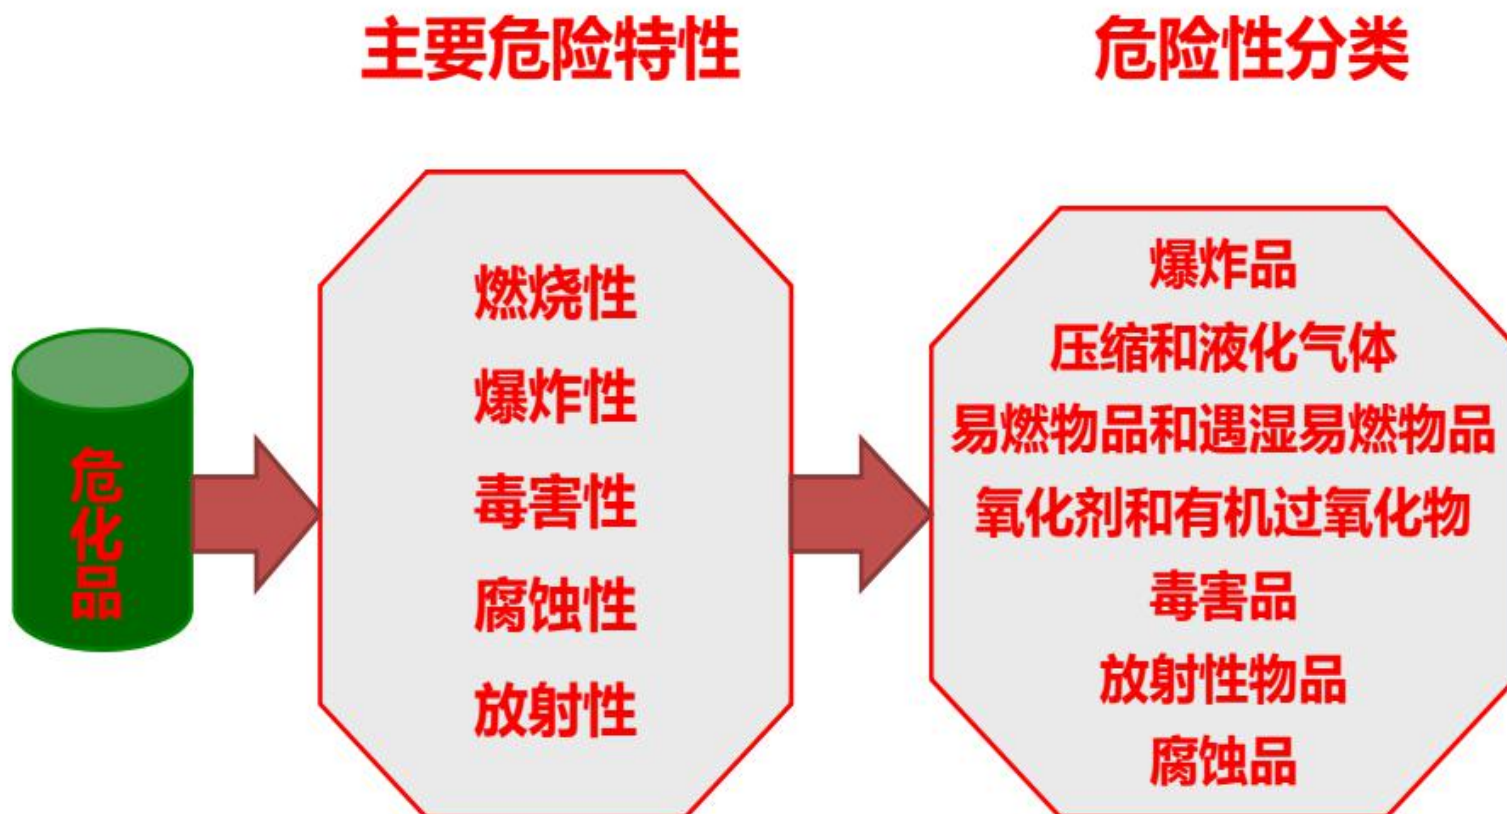 主要危险特性
危险性分类
危化品
燃烧性
爆炸性
毒害性
腐蚀性
放射性
爆炸品
压缩和液化气体
易燃物品和遇湿易燃物品
氧化剂和有机过氧化物
毒害品
放射性物品
腐蚀品